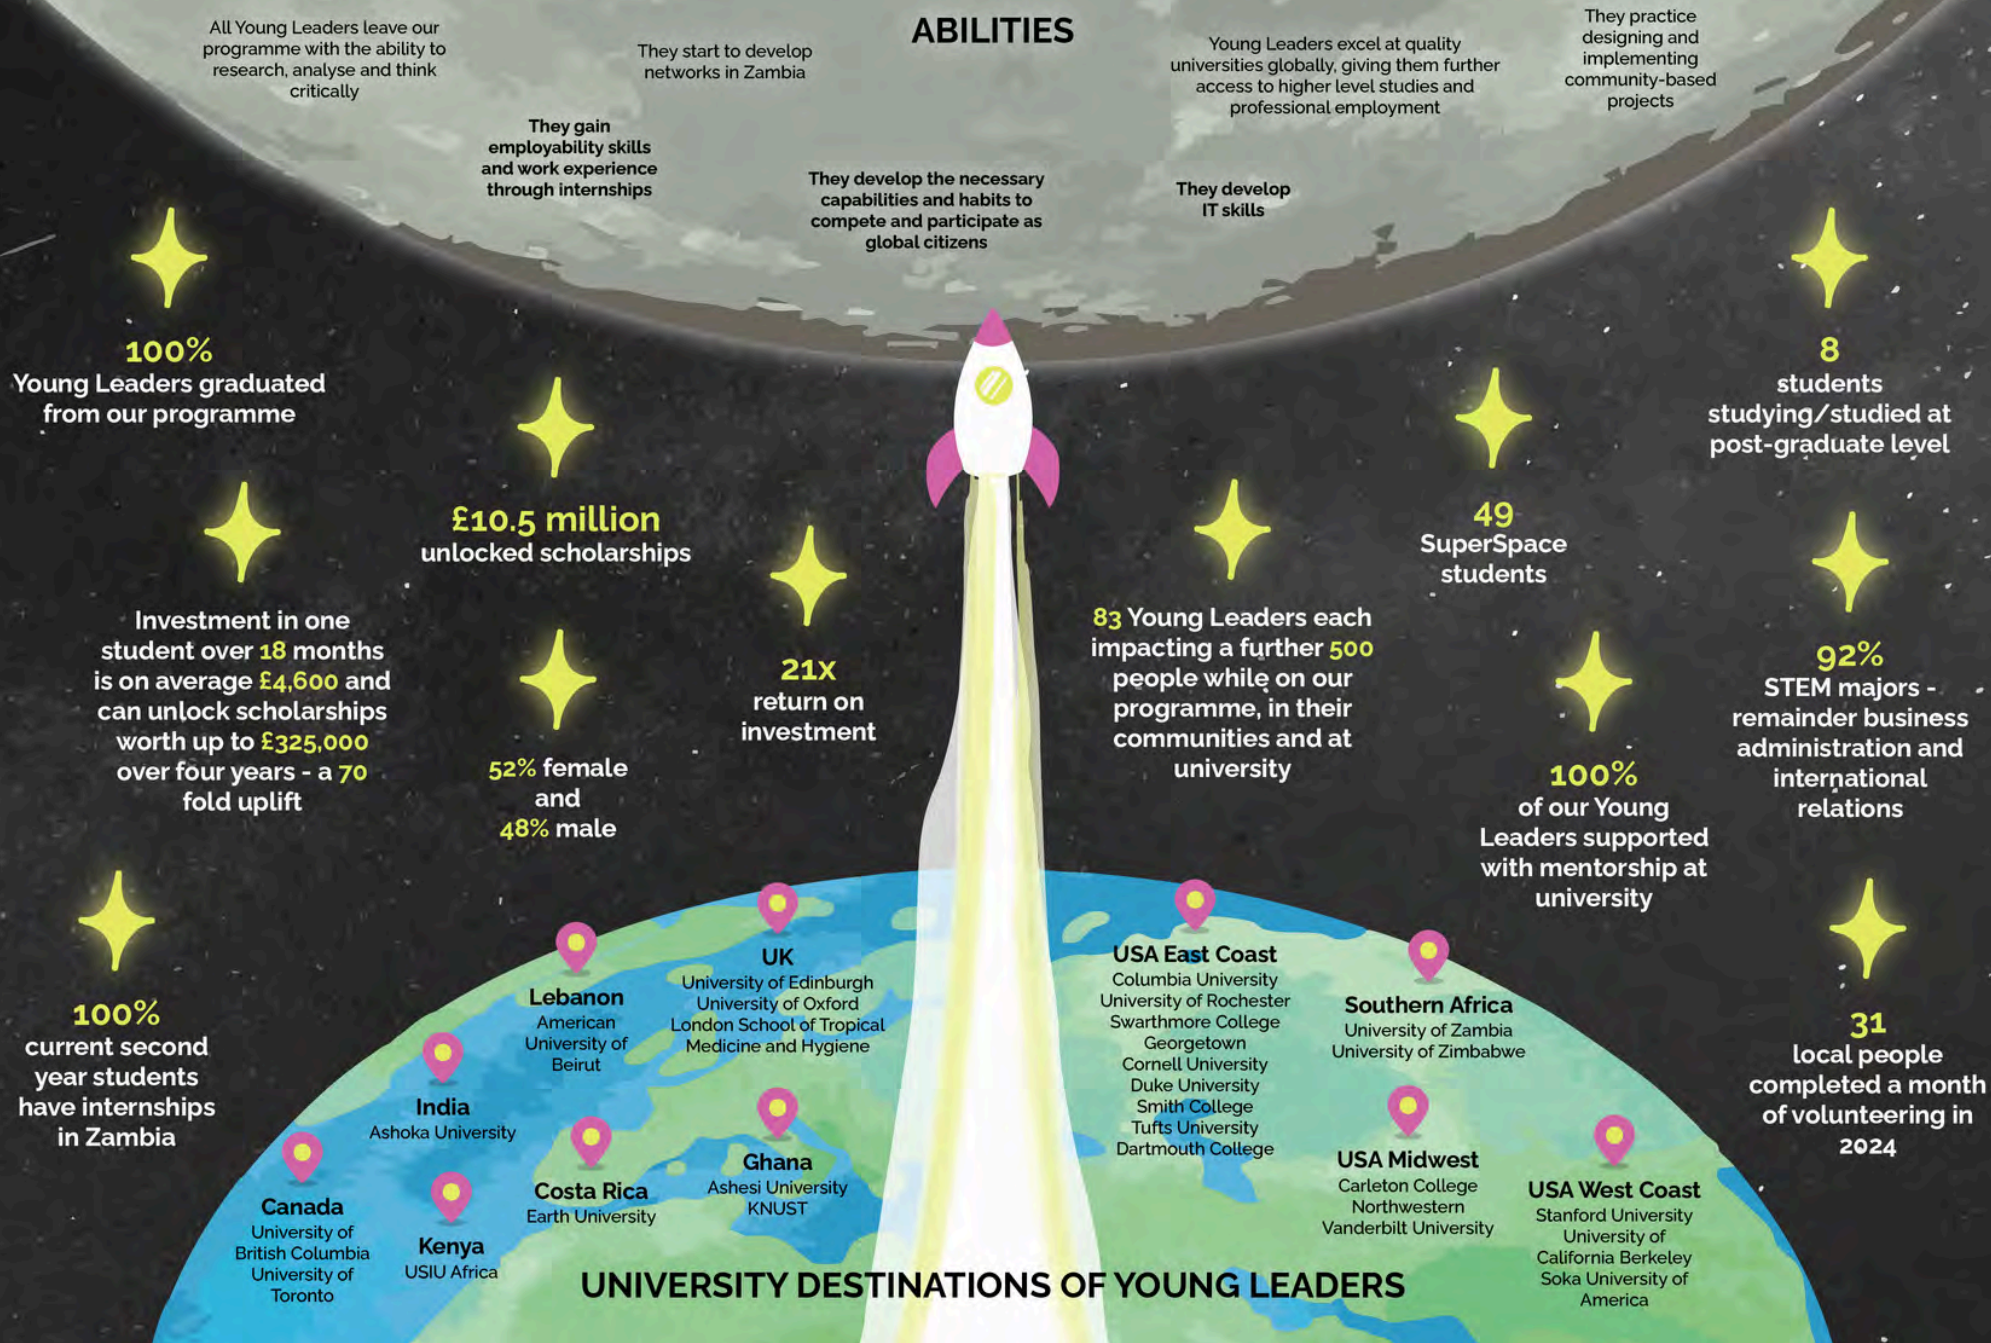 ABILITIES
All Young Leaders leave our
programme with the ability to
research, analyse and think
critically
They start to develop
networks in Zambia
Young Leaders excel at quality
universities globally, giving them further
access to higher level studies and
professional employment
They practice
designing and
implementing
community-based
projects
They gain
employability skills
and work experience
through internships
They develop the necessary
capabilities and habits to
compete and participate as
global citizens
They develop
IT skills
100%
Young Leaders graduated
from our programme
£10.5 million
unlocked scholarships
Investment in one
student over 18 months
is on average £4,600 and
can unlock scholarships
worth up to £325,000
over four years - a 70
fold uplift
52% female
and
48% male
21x
return on
investment
100%
current second
year students
have internships
in Zambia
83 Young Leaders each
impacting a further 500
people while on our
programme, in their
communities and at
university
49
SuperSpace
students
8
students
studying/studied at
post-graduate level
100%
of our Young
Leaders supported
with mentorship at
university
92%
STEM majors -
remainder business
administration and
international
relations
31
local people
completed a month
of volunteering in
2024
Canada
University of
British Columbia
University of
Toronto
India
Ashoka University
Kenya
USIU Africa
Lebanon
American
University of
Beirut
Costa Rica
Earth University
UK
University of Edinburgh
University of Oxford
London School of Tropical
Medicine and Hygiene
Ghana
Ashesi University
KNUST
USA East Coast
Columbia University
University of Rochester
Swarthmore College
Georgetown
Cornell University
Duke University
Smith College
Tufts University
Dartmouth College
Southern Africa
University of Zambia
University of Zimbabwe
USA Midwest
Carleton College
Northwestern
Vanderbilt University
USA West Coast
Stanford University
University of
California Berkeley
Soka University of
America
UNIVERSITY DESTINATIONS OF YOUNG LEADERS